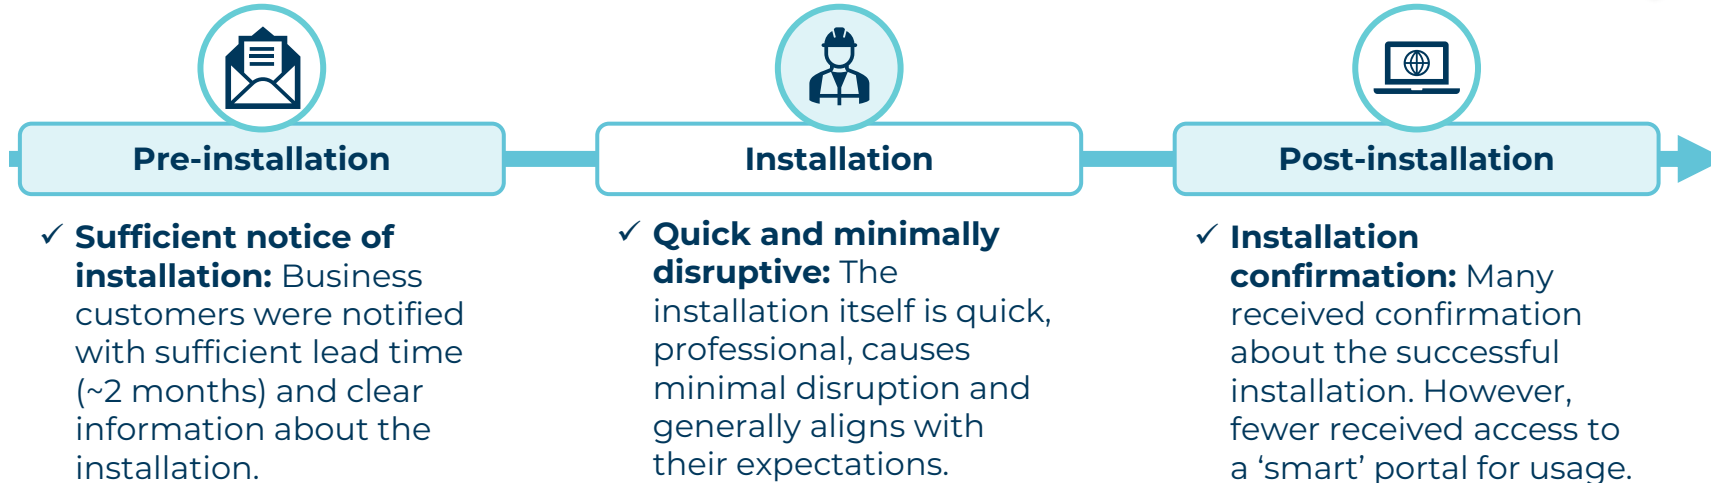 Pre-installation
Installation
Post-installation
✓ Sufficient notice of
installation: Business
customers were notified
with sufficient lead time
(~2 months) and clear
information about the
installation.
✓ Quick and minimally
disruptive: The
installation itself is quick,
professional, causes
minimal disruption and
generally aligns with
their expectations.
✓ Installation
confirmation: Many
received confirmation
about the successful
installation. However,
fewer received access to
a ‘smart’ portal for usage.